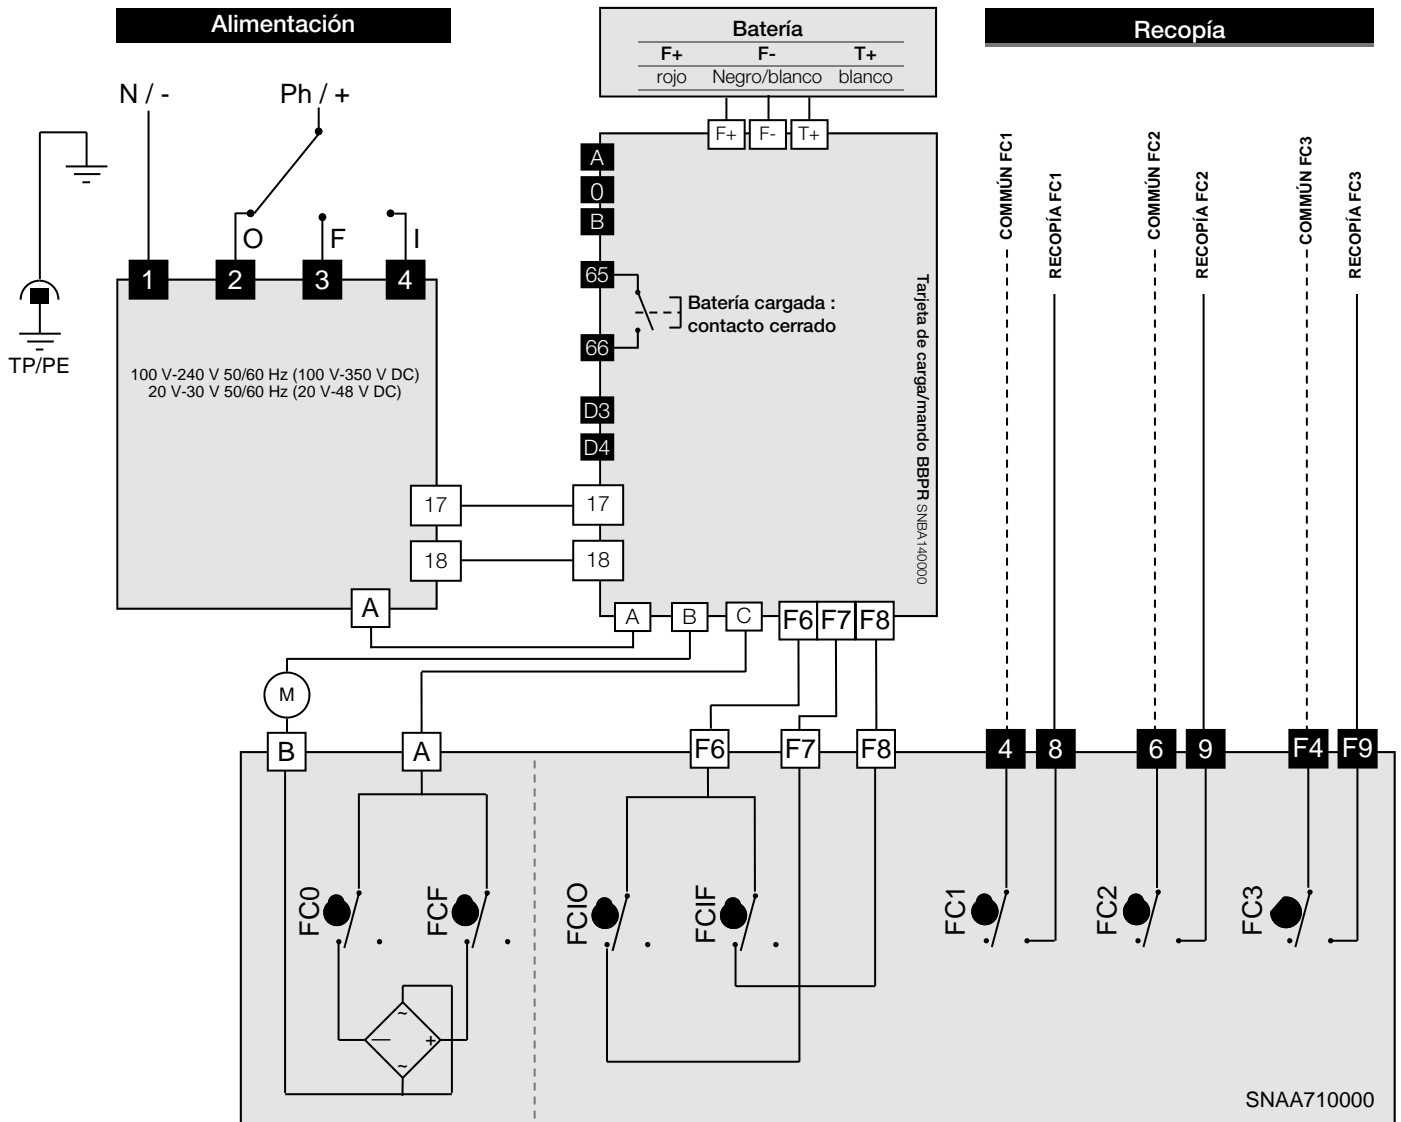 Alimentación
Batería
F+ F- T+
rojo Negro/blanco blanco
Recopía
N / -
Ph / +
TP/PE
O
F
I
1
2
3
4
100 V-240 V 50/60 Hz (100 V-350 V DC)
20 V-30 V 50/60 Hz (20 V-48 V DC)
17
18
A
F+
F-
T+
A
0
B
65
66
D3
D4
17
18
Batería cargada :
contacto cerrado
Tarjeta de carga/mando BBPR SNBA140000
A
B
C
F6
F7
F8
COMMÚN FC1
RECOPÍA FC1
COMMÚN FC2
RECOPÍA FC2
COMMÚN FC3
RECOPÍA FC3
M
B
A
F6
F7
F8
4
8
6
9
F4
F9
FC0
FCF
FCIO
FCIF
FC1
FC2
FC3
~
—
+
~
SNAA710000